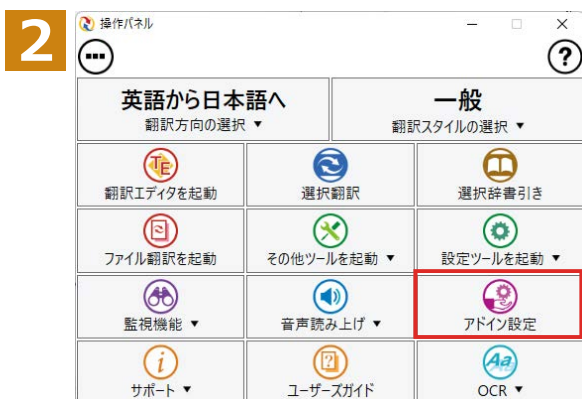 2
操作パネル
英語から日本語へ 一般
翻訳方向の選択 ▼ 翻訳スタイルの選択 ▼
TE
翻訳エディタを起動 選択翻訳 選択辞書引き
ファイル翻訳を起動 その他ツールを起動 ▼ 設定ツールを起動 ▼
監視機能 ▼ 音声読み上げ ▼ アドイン設定
i ? Aa
サポート ▼ ユーザーズガイド OCR ▼